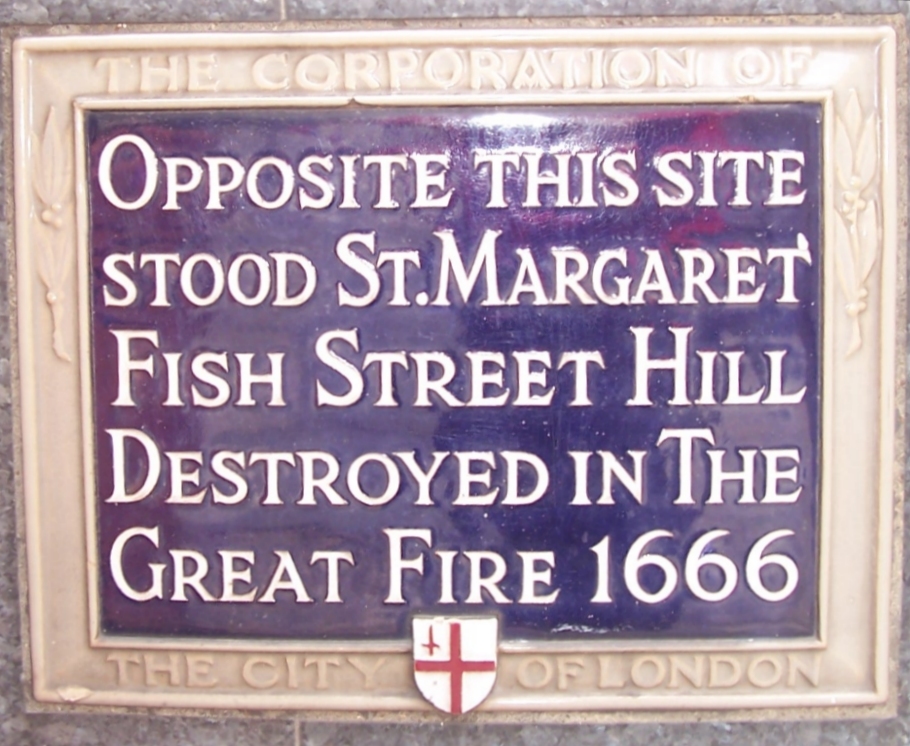 THE CORPORATION OF
OPPOSITE THIS SITE
STOOD ST. MARGARET
FISH STREET HILL
DESTROYED IN THE
GREAT FIRE 1666
THE CITY OF LONDON